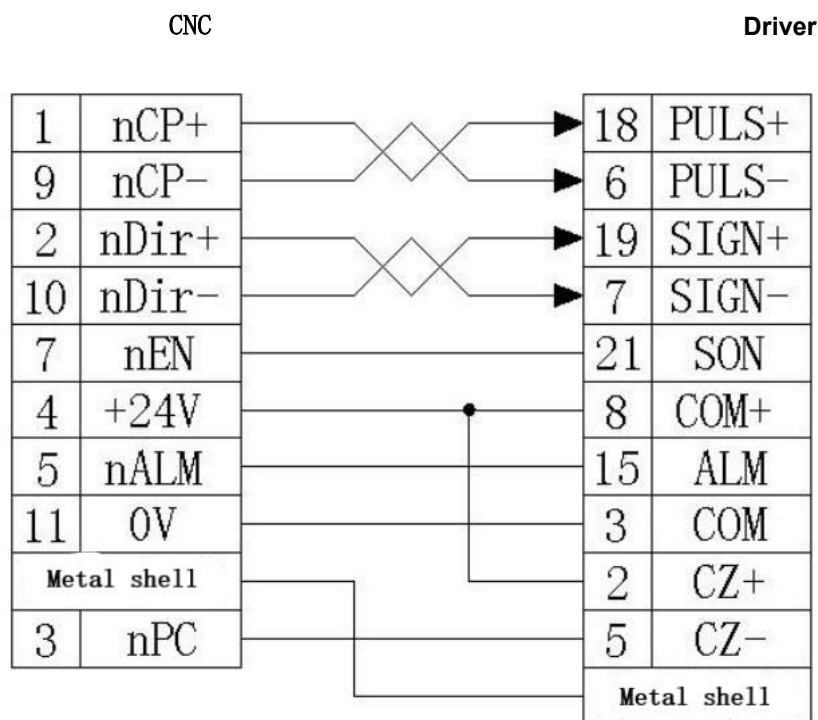 CNC Driver
1 nCP+ 18 PULS+
9 nCP- 6 PULS-
2 nDir+ 19 SIGN+
10 nDir- 7 SIGN-
7 nEN 21 SON
4 +24V 8 COM+
5 nALM 15 ALM
11 0V 3 COM
Metal shell 2 CZ+
3 nPC 5 CZ-
Metal shell